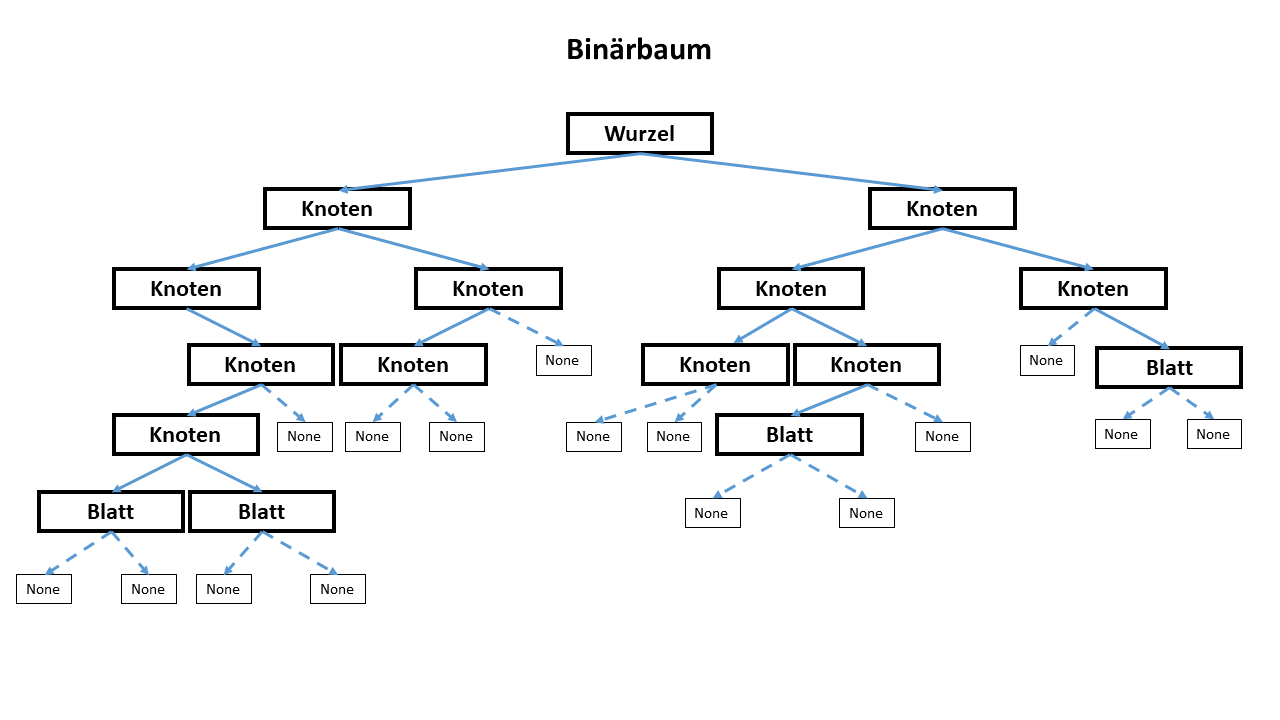 Binärbaum
Wurzel
Knoten Knoten
Knoten Knoten Knoten Knoten
Knoten Knoten None Knoten Knoten None Blatt
Knoten None None None None None Blatt None None None
Blatt Blatt None None
None None None None